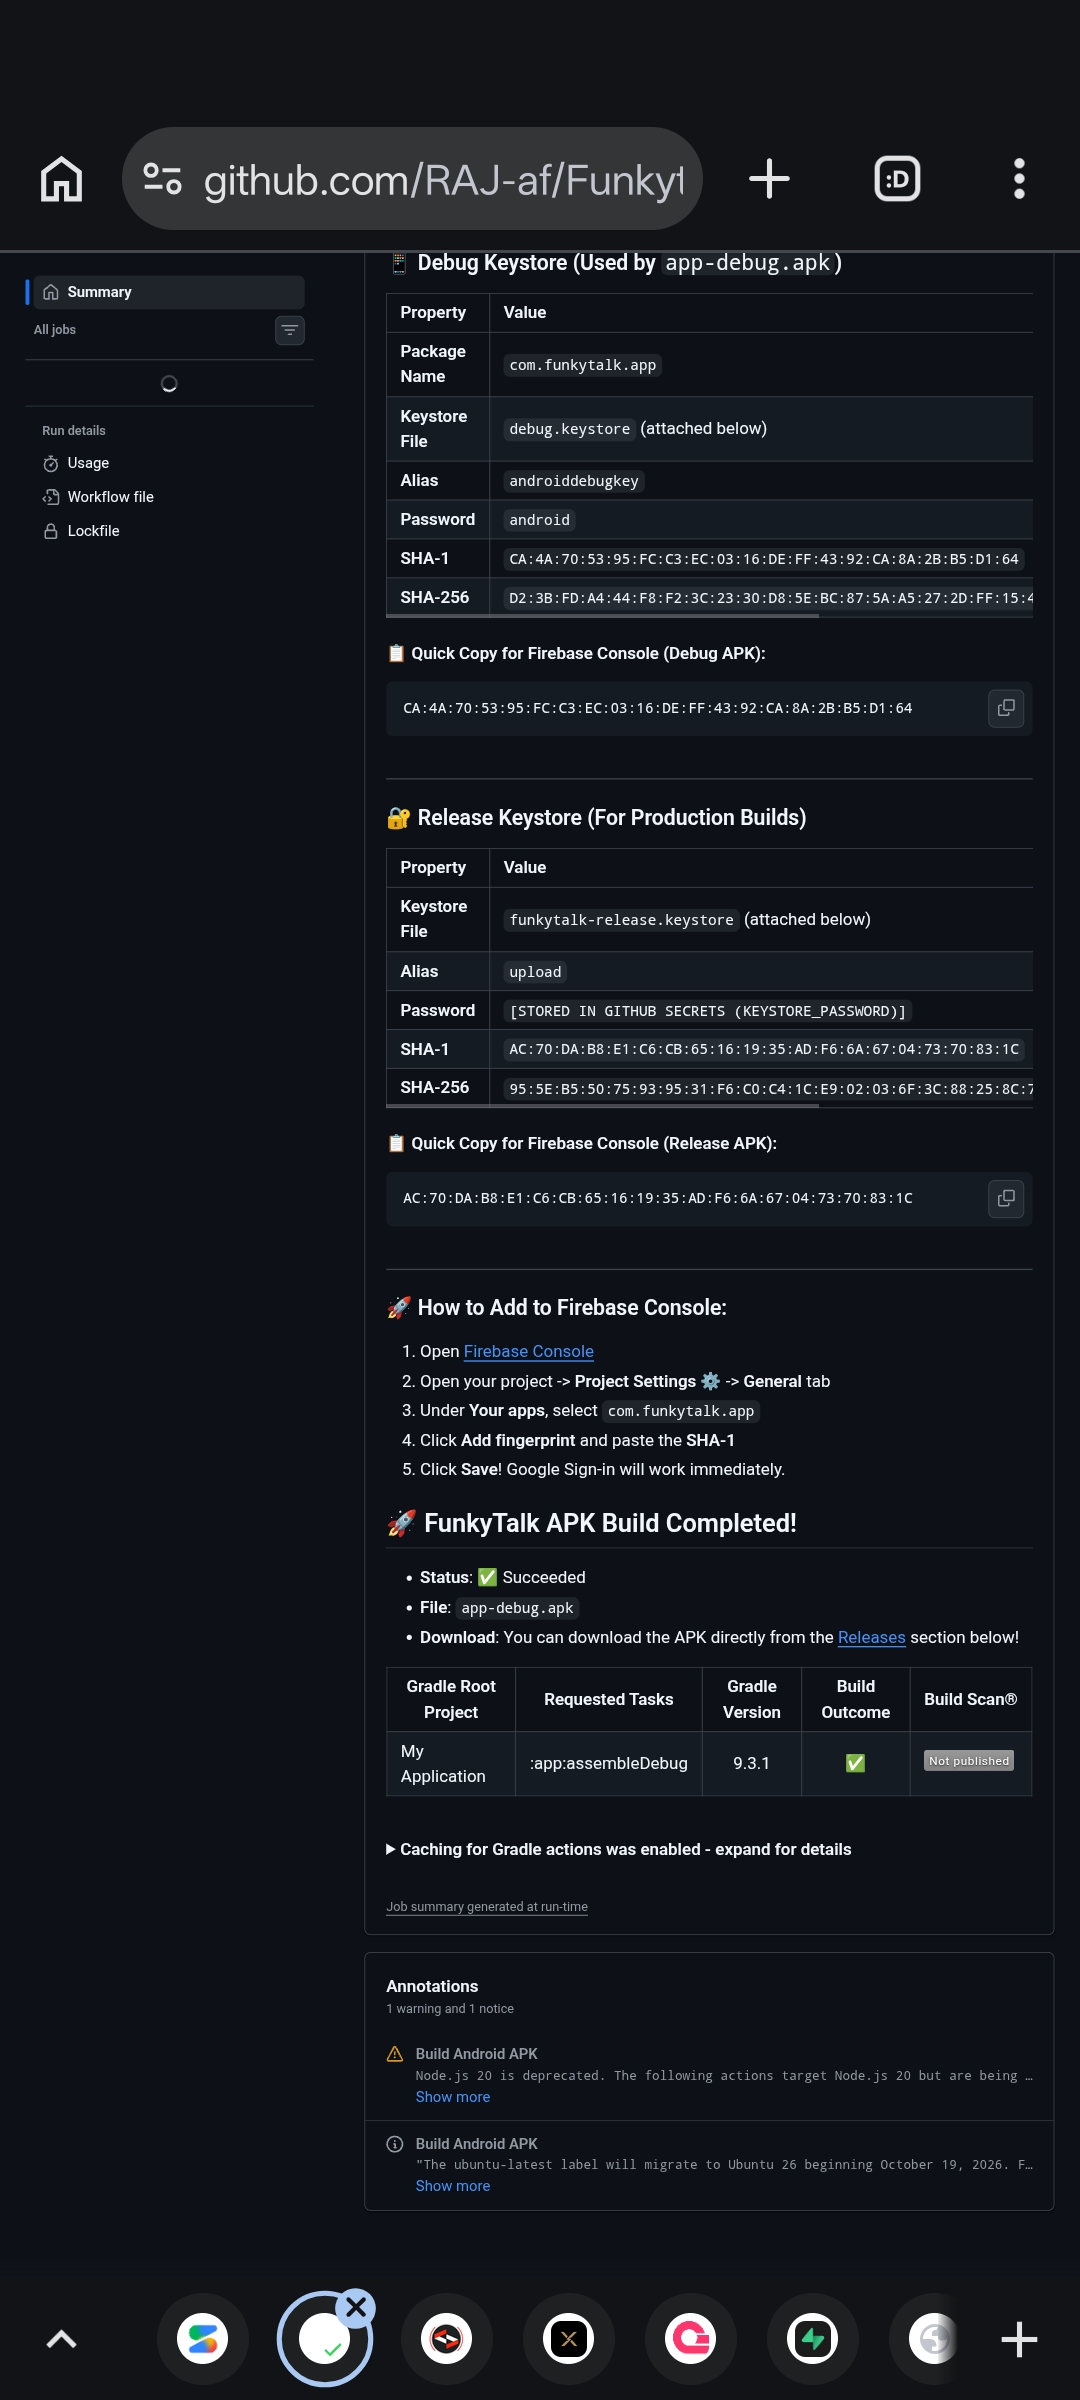 github.com/RAJ-af/Funkyt
:D
Summary
All jobs
Run details
Usage
Workflow file
Lockfile
📱 Debug Keystore (Used by app-debug.apk)
Property Value
Package Name com.funkytalk.app
Keystore File debug.keystore (attached below)
Alias androiddebugkey
Password android
SHA-1 CA:4A:70:53:95:FC:C3:EC:03:16:DE:FF:43:92:CA:8A:2B:B5:D1:64
SHA-256 D2:3B:FD:A4:44:F8:F2:3C:23:30:D8:5E:BC:87:5A:A5:27:2D:FF:15:4
📋 Quick Copy for Firebase Console (Debug APK):
CA:4A:70:53:95:FC:C3:EC:03:16:DE:FF:43:92:CA:8A:2B:B5:D1:64
🔐 Release Keystore (For Production Builds)
Property Value
Keystore File funkytalk-release.keystore (attached below)
Alias upload
Password [STORED IN GITHUB SECRETS (KEYSTORE_PASSWORD)]
SHA-1 AC:70:DA:B8:E1:C6:CB:65:16:19:35:AD:F6:6A:67:04:73:70:83:1C
SHA-256 95:5E:B5:50:75:93:95:31:F6:C0:C4:1C:E9:02:03:6F:3C:88:25:8C:7
📋 Quick Copy for Firebase Console (Release APK):
AC:70:DA:B8:E1:C6:CB:65:16:19:35:AD:F6:6A:67:04:73:70:83:1C
🚀 How to Add to Firebase Console:
1. Open Firebase Console
2. Open your project -> Project Settings ⚙️ -> General tab
3. Under Your apps, select com.funkytalk.app
4. Click Add fingerprint and paste the SHA-1
5. Click Save! Google Sign-in will work immediately.
🚀 FunkyTalk APK Build Completed!
• Status: ✅ Succeeded
• File: app-debug.apk
• Download: You can download the APK directly from the Releases section below!
Gradle Root Project Requested Tasks Gradle Version Build Outcome Build Scan®
My Application :app:assembleDebug 9.3.1 ✅ Not published
Caching for Gradle actions was enabled - expand for details
Job summary generated at run-time
Annotations
1 warning and 1 notice
Build Android APK
Node.js 20 is deprecated. The following actions target Node.js 20 but are being …
Show more
Build Android APK
"The ubuntu-latest label will migrate to Ubuntu 26 beginning October 19, 2026. F…
Show more